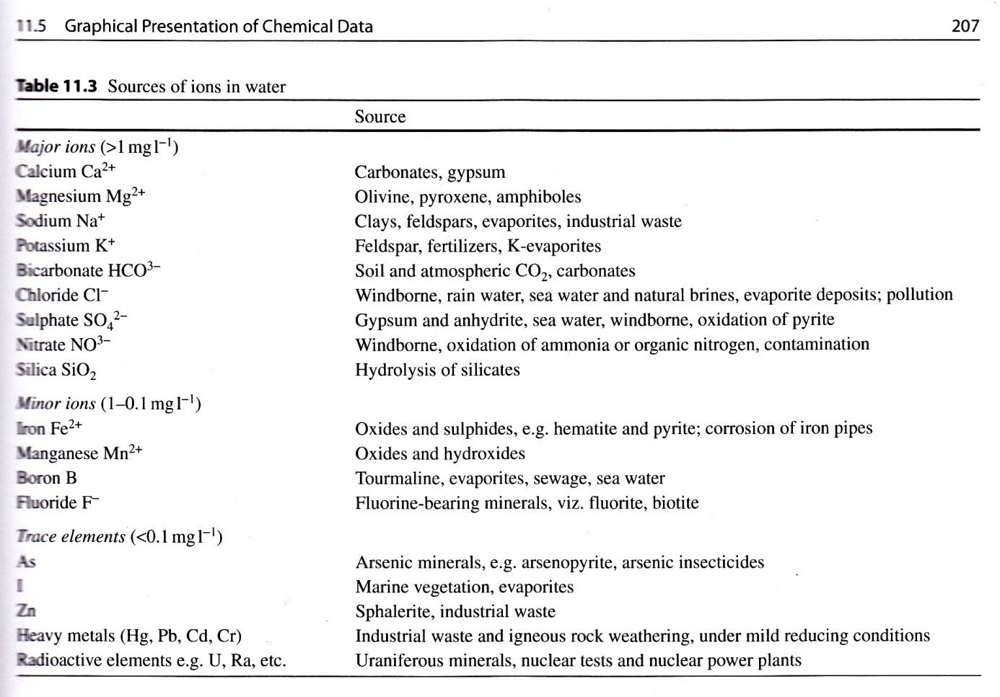 11.5 Graphical Presentation of Chemical Data 207
Table 11.3 Sources of ions in water
Source
Major ions (>1 mg l⁻¹)
Calcium Ca²⁺ Carbonates, gypsum
Magnesium Mg²⁺ Olivine, pyroxene, amphiboles
Sodium Na⁺ Clays, feldspars, evaporites, industrial waste
Potassium K⁺ Feldspar, fertilizers, K-evaporites
Bicarbonate HCO³⁻ Soil and atmospheric CO₂, carbonates
Chloride Cl⁻ Windborne, rain water, sea water and natural brines, evaporite deposits; pollution
Sulphate SO₄²⁻ Gypsum and anhydrite, sea water, windborne, oxidation of pyrite
Nitrate NO³⁻ Windborne, oxidation of ammonia or organic nitrogen, contamination
Silica SiO₂ Hydrolysis of silicates
Minor ions (1–0.1 mg l⁻¹)
Iron Fe²⁺ Oxides and sulphides, e.g. hematite and pyrite; corrosion of iron pipes
Manganese Mn²⁺ Oxides and hydroxides
Boron B Tourmaline, evaporites, sewage, sea water
Fluoride F⁻ Fluorine-bearing minerals, viz. fluorite, biotite
Trace elements (<0.1 mg l⁻¹)
As Arsenic minerals, e.g. arsenopyrite, arsenic insecticides
I Marine vegetation, evaporites
Zn Sphalerite, industrial waste
Heavy metals (Hg, Pb, Cd, Cr) Industrial waste and igneous rock weathering, under mild reducing conditions
Radioactive elements e.g. U, Ra, etc. Uraniferous minerals, nuclear tests and nuclear power plants